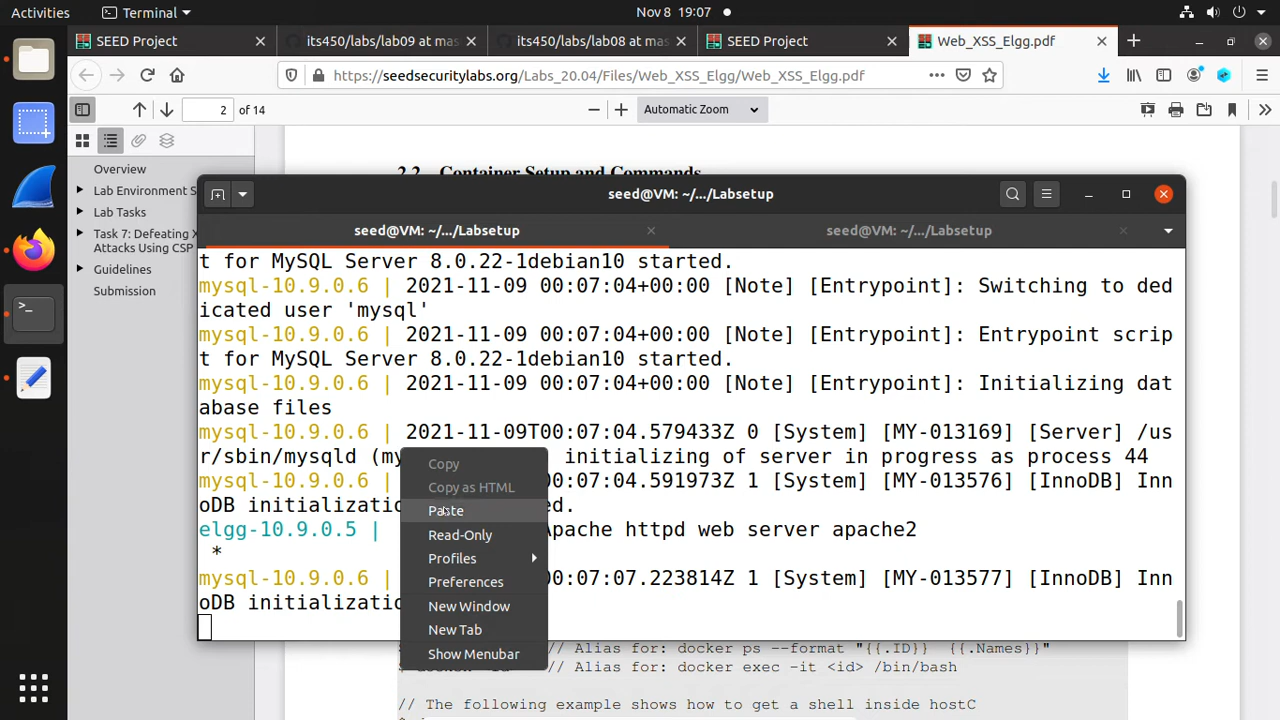 Activities
Terminal
Nov 8 19:07
SEED Project
its450/labs/lab09 at mas
its450/labs/lab08 at mas
SEED Project
Web_XSS_Elgg.pdf
https://seedsecuritylabs.org/Labs_20.04/Files/Web_XSS_Elgg/Web_XSS_Elgg.pdf
2 of 14
Automatic Zoom
Overview
Lab Environment S
Lab Tasks
Task 7: Defeating X
Attacks Using CSP
Guidelines
Submission
2.2 Container Setup and Commands
seed@VM: ~/.../Labsetup
seed@VM: ~/.../Labsetup
seed@VM: ~/.../Labsetup
t for MySQL Server 8.0.22-1debian10 started.
mysql-10.9.0.6 | 2021-11-09 00:07:04+00:00 [Note] [Entrypoint]: Switching to ded
icated user 'mysql'
mysql-10.9.0.6 | 2021-11-09 00:07:04+00:00 [Note] [Entrypoint]: Entrypoint scrip
t for MySQL Server 8.0.22-1debian10 started.
mysql-10.9.0.6 | 2021-11-09 00:07:04+00:00 [Note] [Entrypoint]: Initializing dat
abase files
mysql-10.9.0.6 | 2021-11-09T00:07:04.579433Z 0 [System] [MY-013169] [Server] /us
r/sbin/mysqld (my initializing of server in progress as process 44
mysql-10.9.0.6 | 00:07:04.591973Z 1 [System] [MY-013576] [InnoDB] Inn
oDB initializatio ed.
elgg-10.9.0.5 | Apache httpd web server apache2
*
mysql-10.9.0.6 | 00:07:07.223814Z 1 [System] [MY-013577] [InnoDB] Inn
oDB initializatio
Copy
Copy as HTML
Paste
Read-Only
Profiles
Preferences
New Window
New Tab
Show Menubar
// Alias for: docker ps --format "{{.ID}} {{.Names}}"
// Alias for: docker exec -it <id> /bin/bash
// The following example shows how to get a shell inside hostC